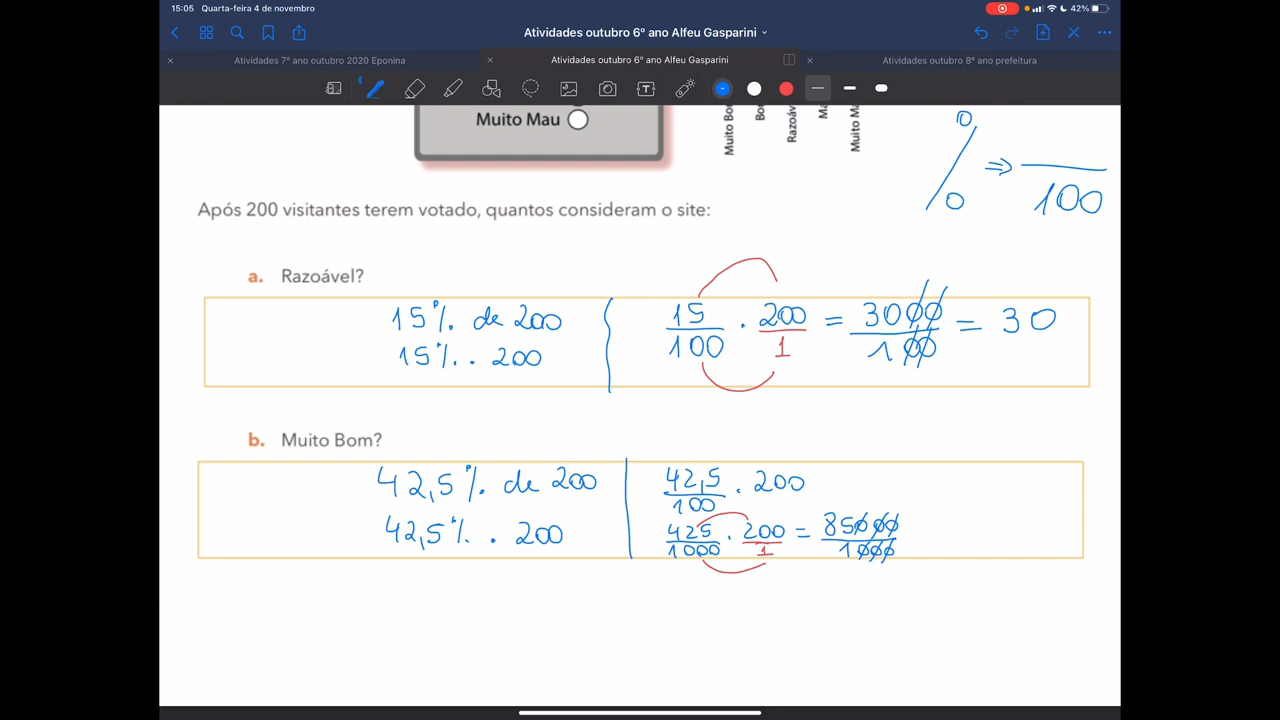 15:05 Quarta-feira 4 de novembro 42%
Atividades outubro 6º ano Alfeu Gasparini
Atividades 7º ano outubro 2020 Eponina
Atividades outubro 6º ano Alfeu Gasparini
Atividades outubro 8º ano prefeitura
Muito Mau
Muito
Muito
% ⇒ /100
Após 200 visitantes terem votado, quantos consideram o site:
a. Razoável?
15% de 200
15% . 200
15/100 . 200/1 = 3000/100 = 30
b. Muito Bom?
42,5% de 200
42,5% . 200
42,5/100 . 200
425/1000 . 200/1 = 85000/1000